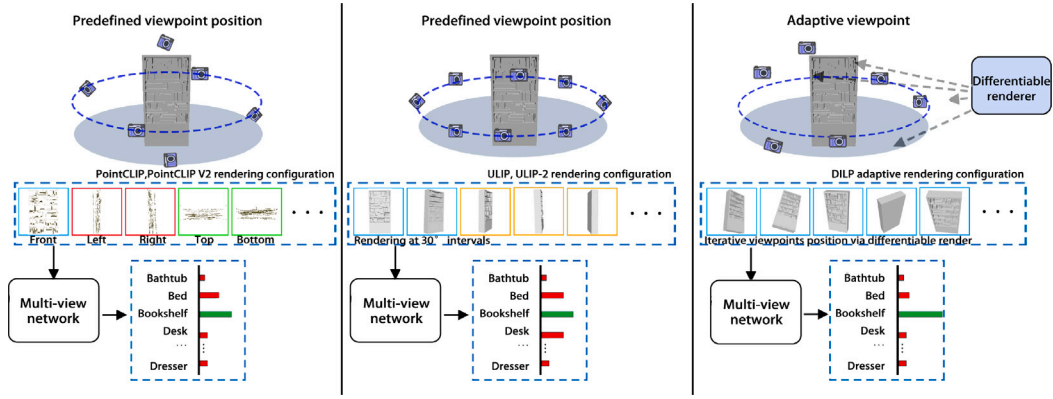 Predefined viewpoint position
PointCLIP,PointCLIP V2 rendering configuration
Front Left Right Top Bottom
Multi-view
network
Bathtub
Bed
Bookshelf
Desk
Dresser
Predefined viewpoint position
ULIP, ULIP-2 rendering configuration
Rendering at 30° intervals
Multi-view
network
Bathtub
Bed
Bookshelf
Desk
Dresser
Adaptive viewpoint
Differentiable
renderer
DILP adaptive rendering configuration
Iterative viewpoints position via differentiable render
Multi-view
network
Bathtub
Bed
Bookshelf
Desk
Dresser